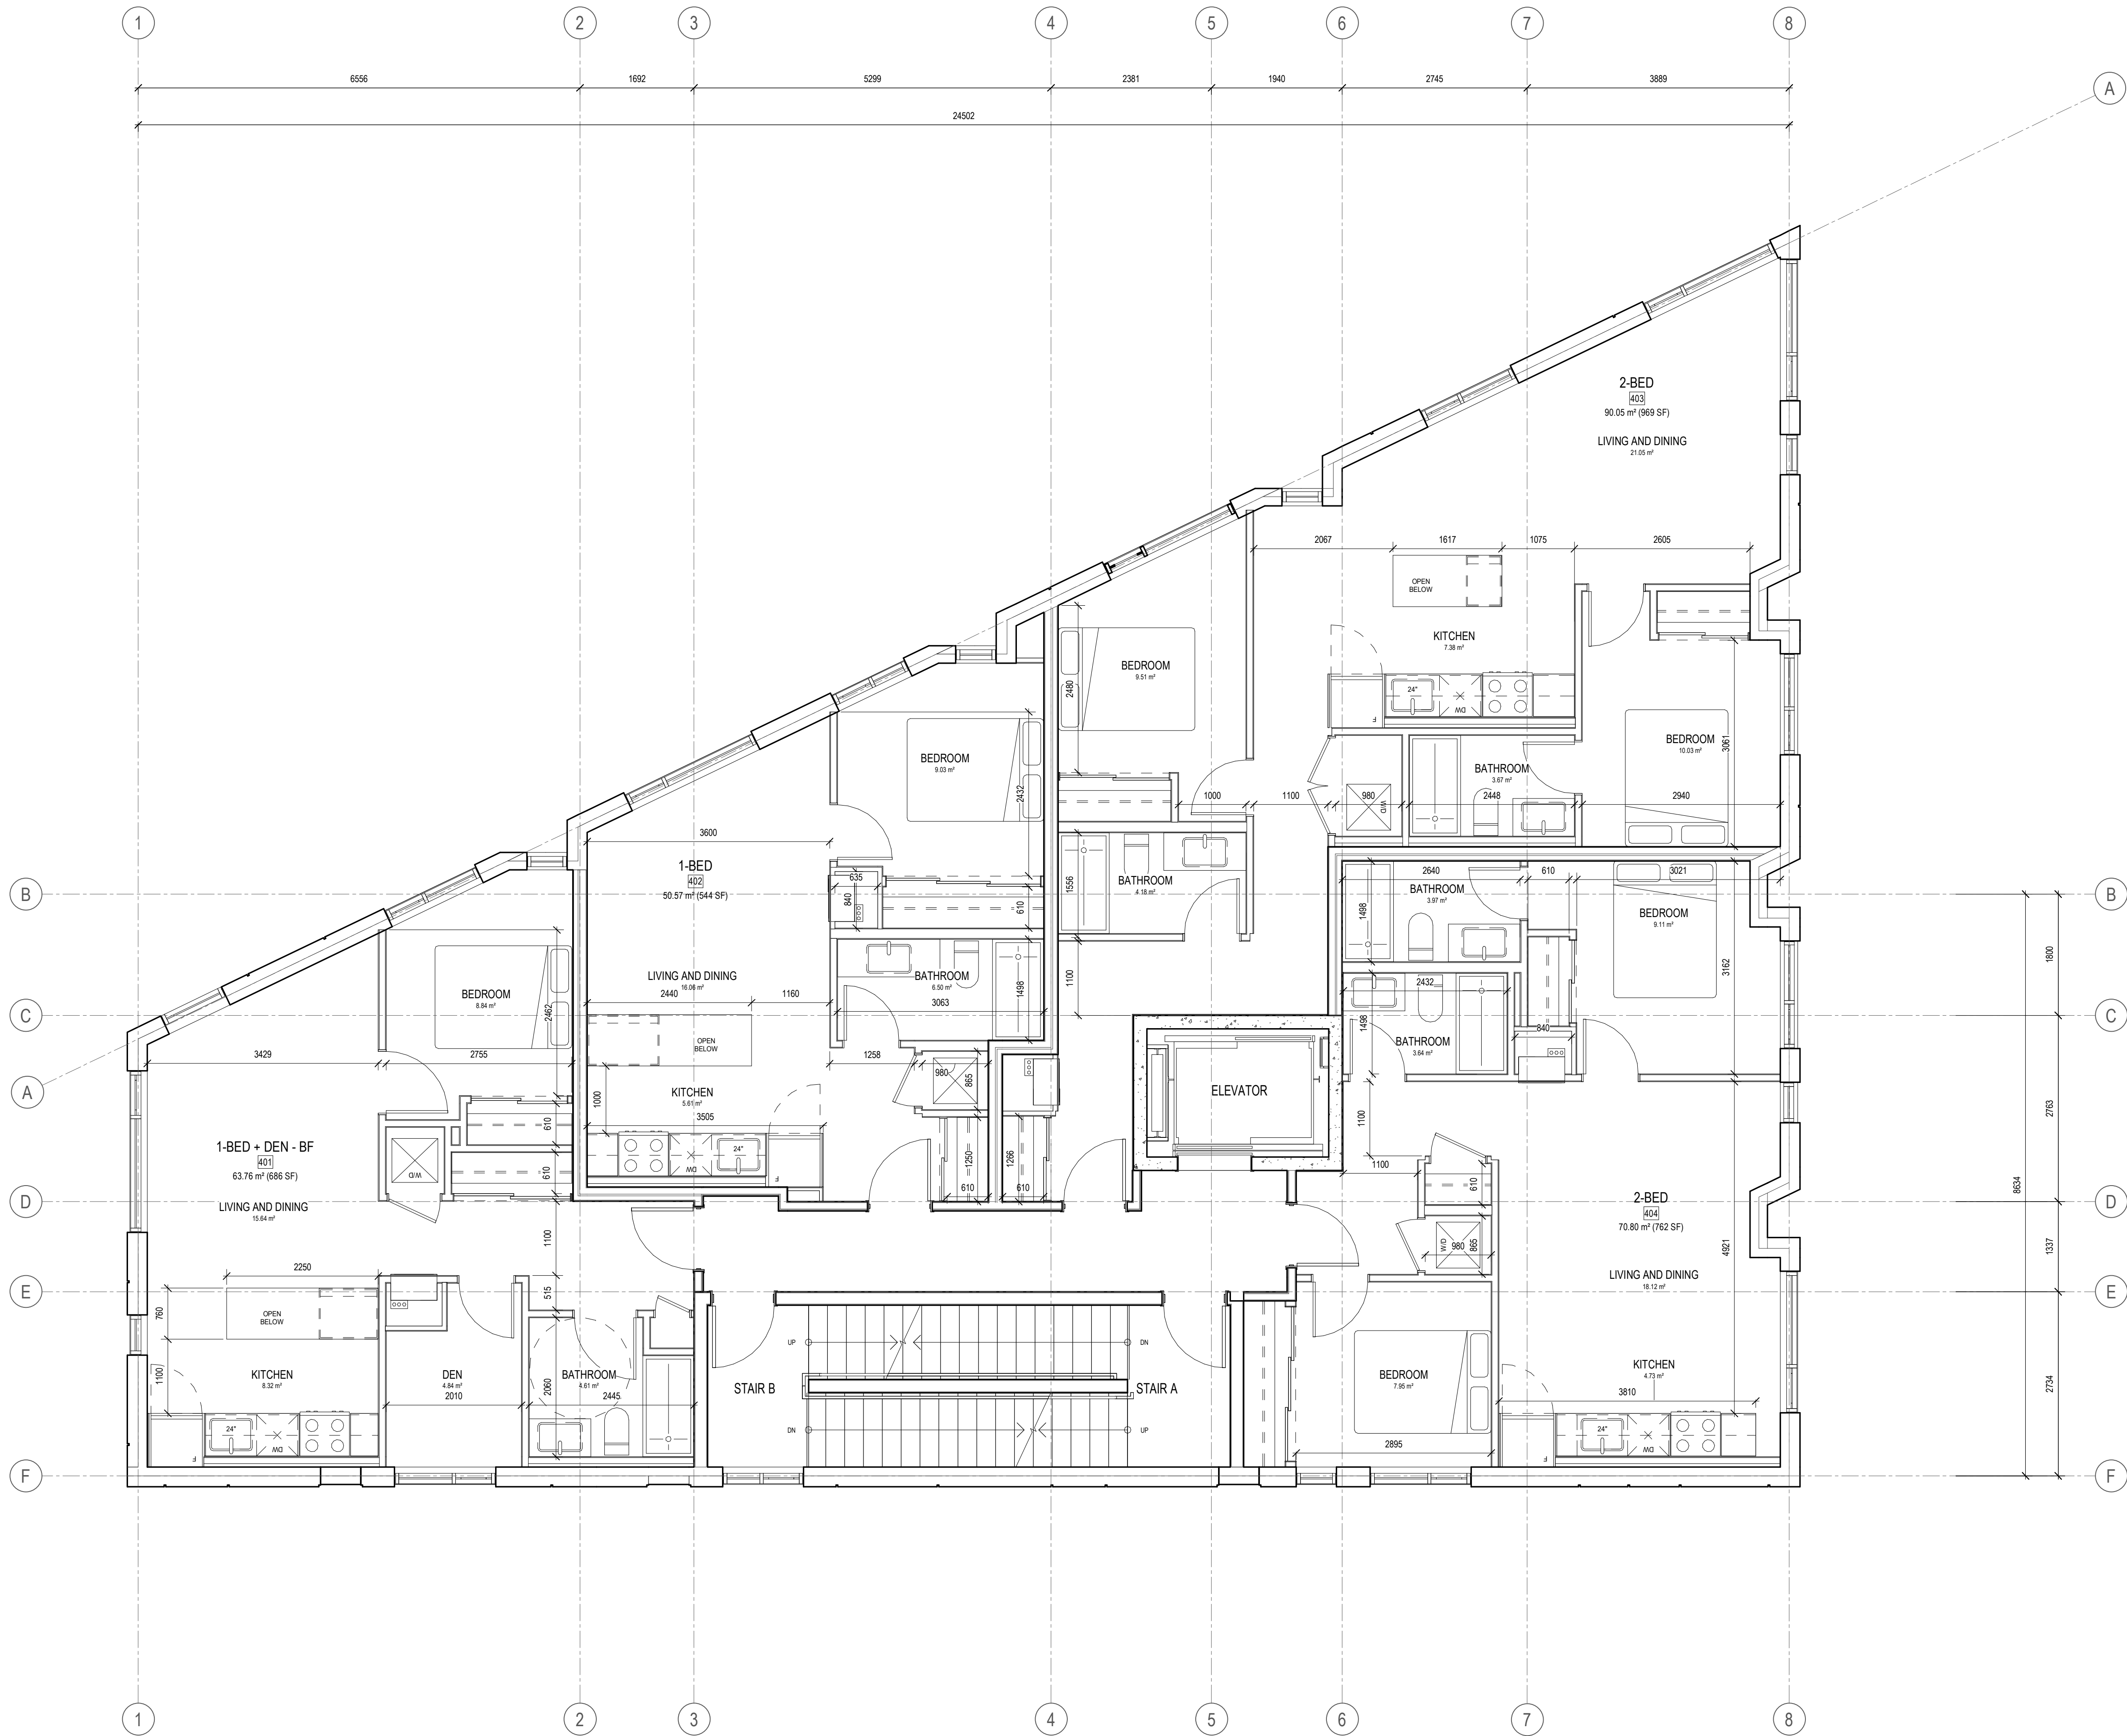 1
2
3
4
5
6
7
8
6556
1692
5299
2381
1940
2745
3889
A
24502
2-BED
403
90.05 m² (969 SF)
LIVING AND DINING
21.05 m²
2067
1617
1075
2605
OPEN
BELOW
KITCHEN
7.38 m²
BEDROOM
9.51 m²
2480
24"
DW
F
BEDROOM
10.03 m²
3061
BEDROOM
9.03 m²
2432
BATHROOM
3.67 m²
1000
1100
980
W/D
2448
2940
3600
1-BED
402
50.57 m² (544 SF)
635
840
610
1556
BATHROOM
4.18 m²
2640
610
3021
BATHROOM
3.97 m²
1498
BEDROOM
9.11 m²
3162
B
B
1800
LIVING AND DINING
16.06 m²
2440
1160
BATHROOM
6.50 m²
3063
1498
1100
2432
1498
BATHROOM
3.64 m²
840
BEDROOM
8.84 m²
2462
C
C
3429
2755
OPEN
BELOW
1258
980
865
KITCHEN
5.61 m²
3505
1000
24"
DW
F
ELEVATOR
A
1100
1100
2763
8634
1-BED + DEN - BF
401
63.76 m² (686 SF)
W/D
610
610
1250
610
1266
610
610
LIVING AND DINING
15.64 m²
2-BED
404
70.80 m² (762 SF)
D
D
1100
W/D
980
865
4921
1337
2250
515
LIVING AND DINING
18.12 m²
E
E
760
OPEN
BELOW
UP
DN
1100
KITCHEN
8.32 m²
DEN
4.84 m²
2010
BATHROOM
4.61 m²
2060
2445
STAIR B
STAIR A
BEDROOM
7.95 m²
KITCHEN
4.73 m²
3810
2734
24"
DW
F
DN
UP
2895
24"
DW
F
F
F
1
2
3
4
5
6
7
8